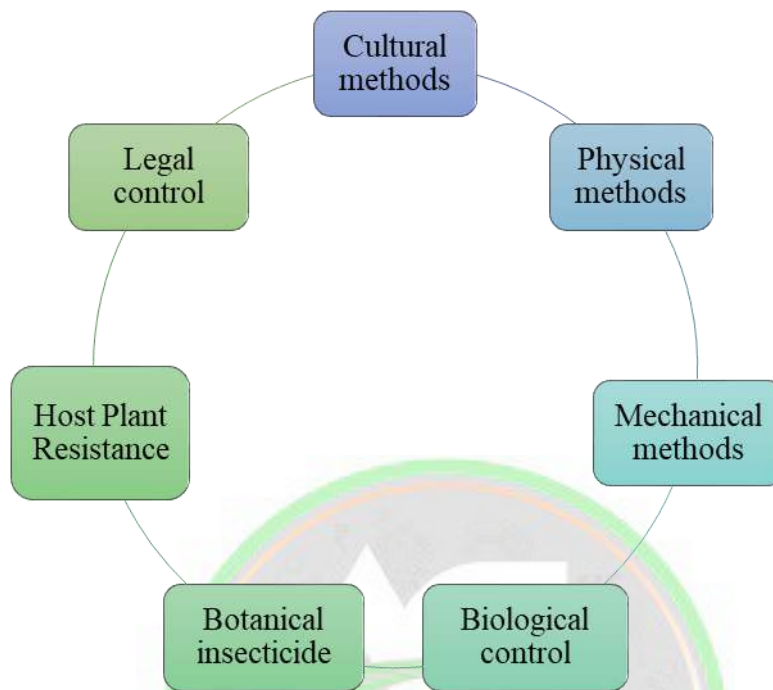 Cultural
methods
Physical
methods
Mechanical
methods
Biological
control
Botanical
insecticide
Host Plant
Resistance
Legal
control